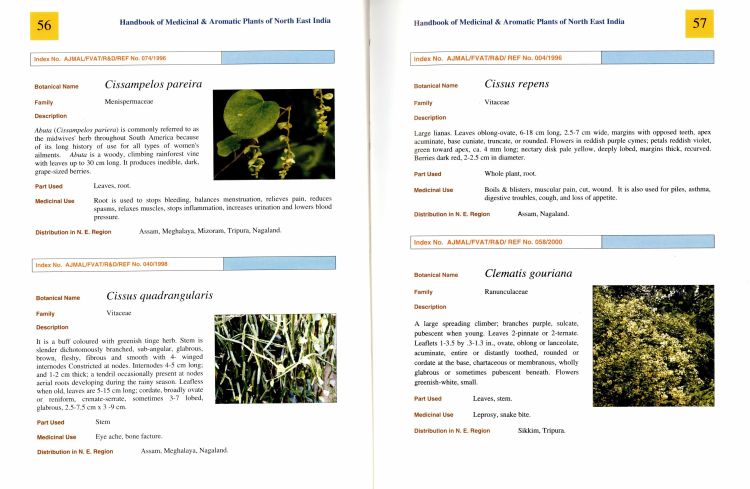 56
Handbook of Medicinal & Aromatic Plants of North East India
Index No. AJMAL/FVAT/R&D/REF No. 074/1996
Botanical Name Cissampelos pareira
Family Menispermaceae
Description
Abuta (Cissampelos pariera) is commonly referred to as
the midwives' herb throughout South America because
of its long history of use for all types of women's
ailments. Abuta is a woody, climbing rainforest vine
with leaves up to 30 cm long. It produces inedible, dark,
grape-sized berries.
Part Used Leaves, root.
Medicinal Use Root is used to stops bleeding, balances menstruation, relieves pain, reduces
spasms, relaxes muscles, stops inflammation, increases urination and lowers blood
pressure.
Distribution in N. E. Region Assam, Meghalaya, Mizoram, Tripura, Nagaland.
Index No. AJMAL/FVAT/R&D/REF No. 040/1998
Botanical Name Cissus quadrangularis
Family Vitaceae
Description
It is a buff coloured with greenish tinge herb. Stem is
slender dichotomously branched, sub-angular, glabrous,
brown, fleshy, fibrous and smooth with 4- winged
internodes Constricted at nodes. Internodes 4-5 cm long;
and 1-2 cm thick; a tendril occasionally present at nodes
aerial roots developing during the rainy season. Leafless
when old, leaves are 5-15 cm long; cordate, broadly ovate
or reniform, crenate-serrate, sometimes 3-7 lobed,
glabrous, 2.5-7.5 cm x 3 -9 cm.
Part Used Stem
Medicinal Use Eye ache, bone facture.
Distribution in N. E. Region Assam, Meghalaya, Nagaland.
Handbook of Medicinal & Aromatic Plants of North East India
57
Index No. AJMAL/FVAT/R&D/ REF No. 004/1996
Botanical Name Cissus repens
Family Vitaceae
Description
Large lianas. Leaves oblong-ovate, 6-18 cm long, 2.5-7 cm wide, margins with opposed teeth, apex
acuminate, base cuniate, truncate, or rounded. Flowers in reddish purple cymes; petals reddish violet,
green toward apex, ca. 4 mm long; nectary disk pale yellow, deeply lobed, margins thick, recurved.
Berries dark red, 2-2.5 cm in diameter.
Part Used Whole plant, root.
Medicinal Use Boils & blisters, muscular pain, cut, wound. It is also used for piles, asthma,
digestive troubles, cough, and loss of appetite.
Distribution in N. E. Region Assam, Nagaland.
Index No. AJMAL/FVAT/R&D/ REF No. 058/2000
Botanical Name Clematis gouriana
Family Ranunculaceae
Description
A large spreading climber; branches purple, sulcate,
pubescent when young. Leaves 2-pinnate or 2-ternate.
Leaflets 1-3.5 by .3-1.3 in., ovate, oblong or lanceolate,
acuminate, entire or distantly toothed, rounded or
cordate at the base, chartaceous or membranous, wholly
glabrous or sometimes pubescent beneath. Flowers
greenish-white, small.
Part Used Leaves, stem.
Medicinal Use Leprosy, snake bite.
Distribution in N. E. Region Sikkim, Tripura.